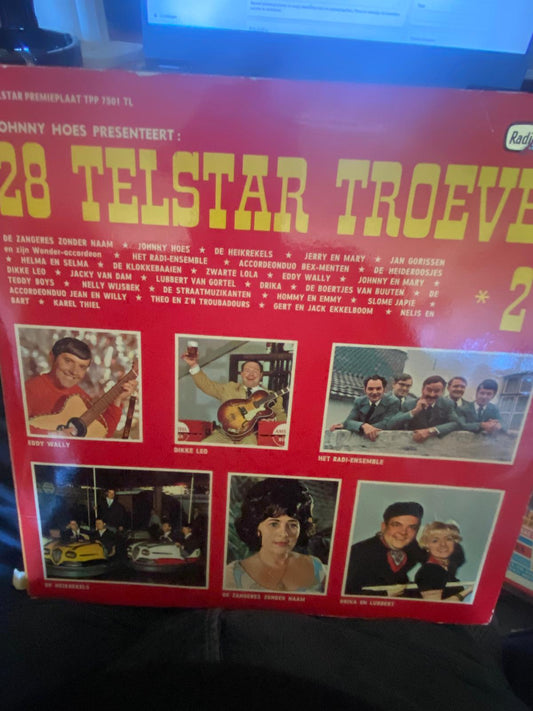 LSTAR PREMIEPLAAT TPP 7501 TL
OHNNY HOES PRESENTEERT :
Radi
28 TELSTAR TROEVE
DE ZANGERES ZONDER NAAM ★ JOHNNY HOES ★ DE HEIKREKELS ★ JERRY EN MARY ★ JAN GORISSEN
en zijn Wonder-accordeon ★ HET RADI-ENSEMBLE ★ ACCORDEONDUO BEX-MENTEN ★ DE HEIDEROOSJES
★ HELMA EN SELMA ★ DE KLOKKEBAAIEN ★ ZWARTE LOLA ★ EDDY WALLY ★ JOHNNY EN MARY ★
DIKKE LEO ★ JACKY VAN DAM ★ LUBBERT VAN GORTEL ★ DRIKA ★ DE BOERTJES VAN BUUTEN ★ DE
TEDDY BOYS ★ NELLY WIJSBEK ★ DE STRAATMUZIKANTEN ★ HOMMY EN EMMY ★ SLOME JAPIE ★
ACCORDEONDUO JEAN EN WILLY ★ THEO EN Z'N TROUBADOURS ★ GERT EN JACK EKKELBOOM ★ NELIS EN
BART ★ KAREL THIEL
* 2
EDDY WALLY
DIKKE LEO
HET RADI-ENSEMBLE
DE HEIKREKELS
DE ZANGERES ZONDER NAAM
DRIKA EN LUBBERT